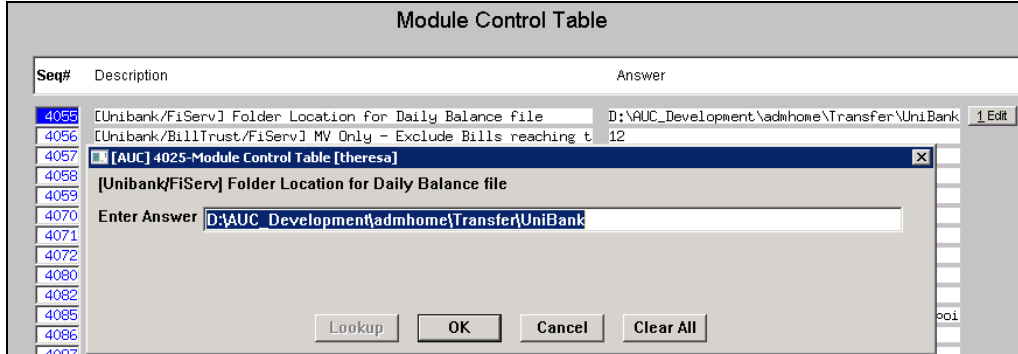 Module Control Table
Seq# Description Answer
4055 [Unibank/FiServ] Folder Location for Daily Balance file D:\AUC_Development\admhome\Transfer\UniBank 1 Edit
4056 [Unibank/BillTrust/FiServ] MV Only - Exclude Bills reaching t 12
4057 [AUC] 4025-Module Control Table [theresa]
4058 [Unibank/FiServ] Folder Location for Daily Balance file
4059
4070 Enter Answer D:\AUC_Development\admhome\Transfer\UniBank
4071
4072
4080
4082
4085 ooi
4086 Lookup OK Cancel Clear All
4087